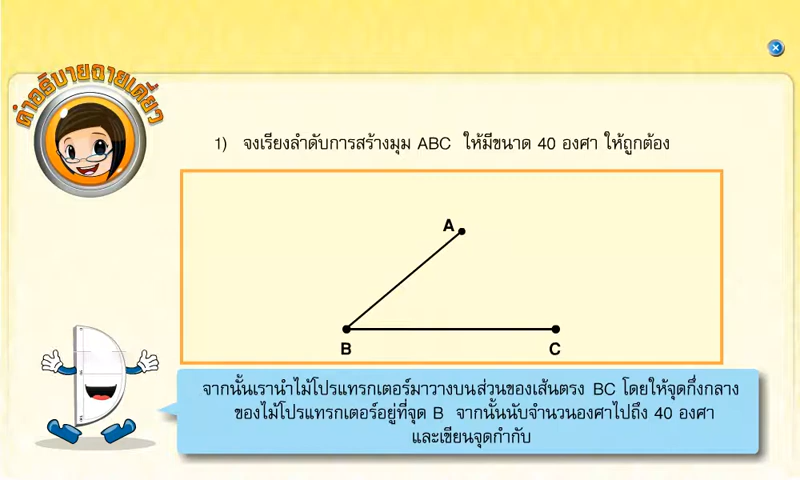 คำอธิบายฉายเดี่ยว
1) จงเรียงลำดับการสร้างมุม ABC ให้มีขนาด 40 องศา ให้ถูกต้อง
A
B
C
จากนั้นเรานำไม้โปรแทรกเตอร์มาวางบนส่วนของเส้นตรง BC โดยให้จุดกึ่งกลาง
ของไม้โปรแทรกเตอร์อยู่ที่จุด B จากนั้นนับจำนวนองศาไปถึง 40 องศา
และเขียนจุดกำกับ